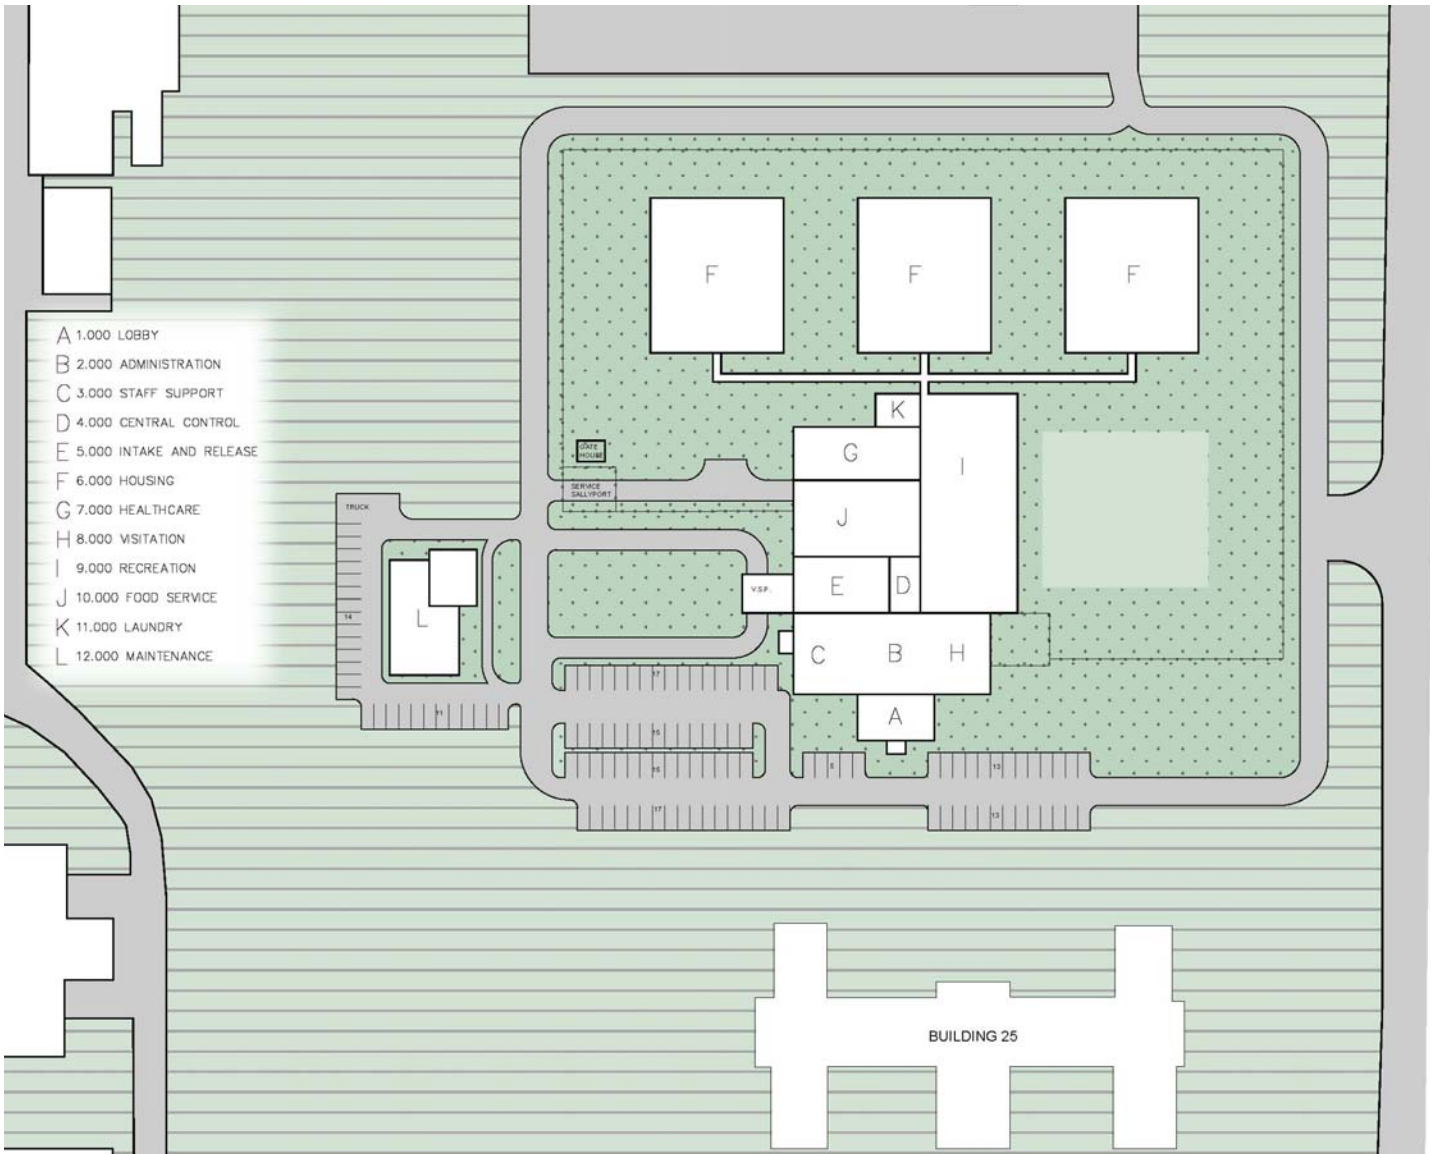 F F F
A 1.000 LOBBY
B 2.000 ADMINISTRATION
C 3.000 STAFF SUPPORT
D 4.000 CENTRAL CONTROL
E 5.000 INTAKE AND RELEASE
F 6.000 HOUSING
G 7.000 HEALTHCARE
H 8.000 VISITATION
I 9.000 RECREATION
J 10.000 FOOD SERVICE
K 11.000 LAUNDRY
L 12.000 MAINTENANCE
K
G
I
GATE
HOUSE
SERVICE
SALLYPORT
TRUCK
J
V.S.P.
E D
14
L
C B H
17
11
A
15
15
5
13
17
13
BUILDING 25